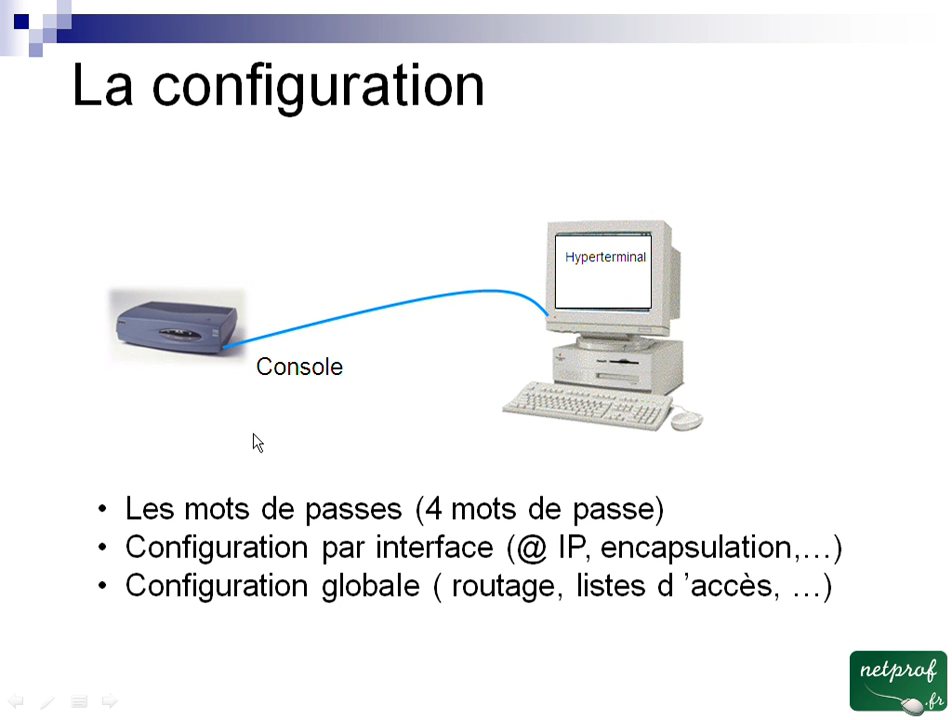 La configuration
Hyperterminal
Console
• Les mots de passes (4 mots de passe)
• Configuration par interface (@ IP, encapsulation,…)
• Configuration globale ( routage, listes d ’accès, …)
netprof
.fr